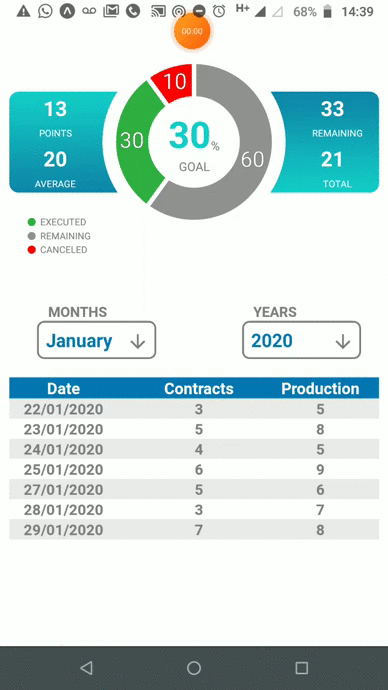 H+ 68% 14:39
00:00
13
POINTS
20
AVERAGE
10
30
60
30%
GOAL
33
REMAINING
21
TOTAL
EXECUTED
REMAINING
CANCELED
MONTHS YEARS
January 2020
Date Contracts Production
22/01/2020 3 5
23/01/2020 5 8
24/01/2020 4 5
25/01/2020 6 9
27/01/2020 5 6
28/01/2020 3 7
29/01/2020 7 8